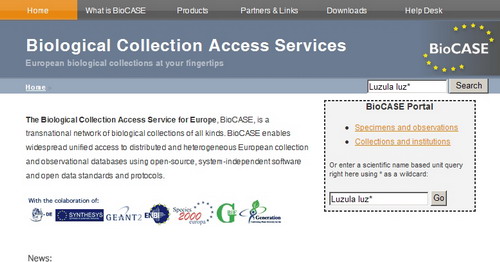 Home What is BioCASE Products Partners & Links Downloads Help Desk
Biological Collection Access Services
European biological collections at your fingertips
BioCASE
Home
Luzula luz* Search
The Biological Collection Access Service for Europe, BioCASE, is a
transnational network of biological collections of all kinds. BioCASE enables
widespread unified access to distributed and heterogeneous European collection
and observational databases using open-source, system-independent software
and open data standards and protocols.
BioCASE Portal
Specimens and observations
Collections and institutions
Or enter a scientific name based unit query
right here using * as a wildcard:
Luzula luz* Go
With the colaboration of:
-DE SYNTHESYS GEANT2 EKBI Species 2000 europa G Generation
News: